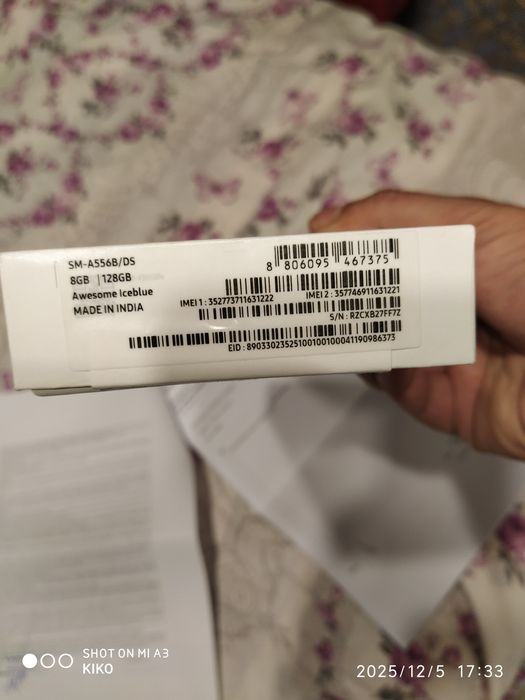 SM-A556B/DS
8GB | 128GB
Awesome Iceblue
MADE IN INDIA
8 806095 467375
IMEI 1 : 352773711631222
IMEI 2 : 357746911631221
S/N : RZCXB27FF7Z
EID : 89033023525100100100041190986373
SHOT ON MI A3
KIKO
2025/12/5 17:33